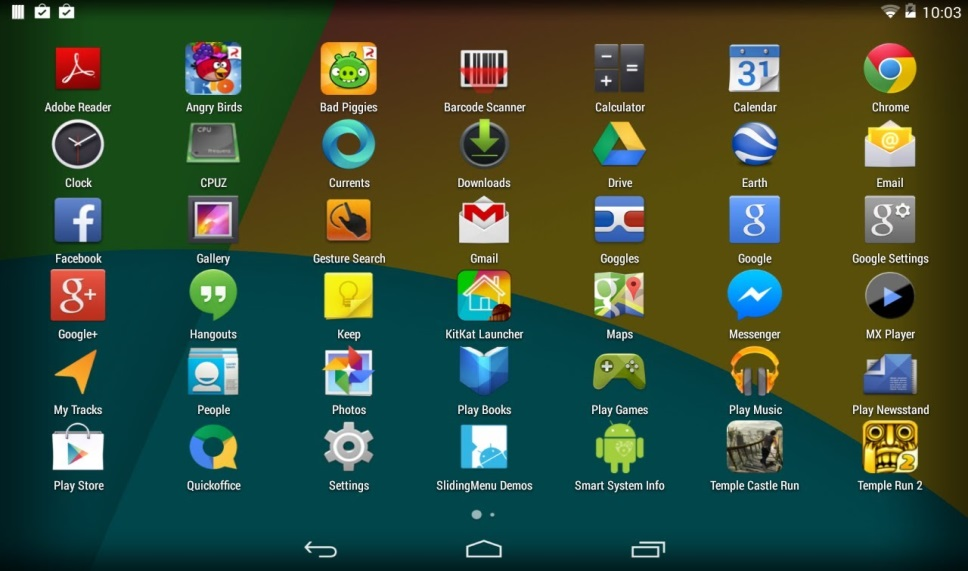 10:03
Adobe Reader
Angry Birds
Bad Piggies
Barcode Scanner
Calculator
31
Calendar
Chrome
Clock
CPU
CPUZ
Currents
Downloads
Drive
Earth
@
Email
f
Facebook
Gallery
Gesture Search
Gmail
Goggles
g
Google
g
Google Settings
g+
Google+
Hangouts
Keep
KitKat Launcher
g
Maps
Messenger
MX Player
My Tracks
People
Photos
Play Books
Play Games
Play Music
Play Newsstand
Play Store
Quickoffice
Settings
SlidingMenu Demos
Smart System Info
Temple Castle Run
2
Temple Run 2